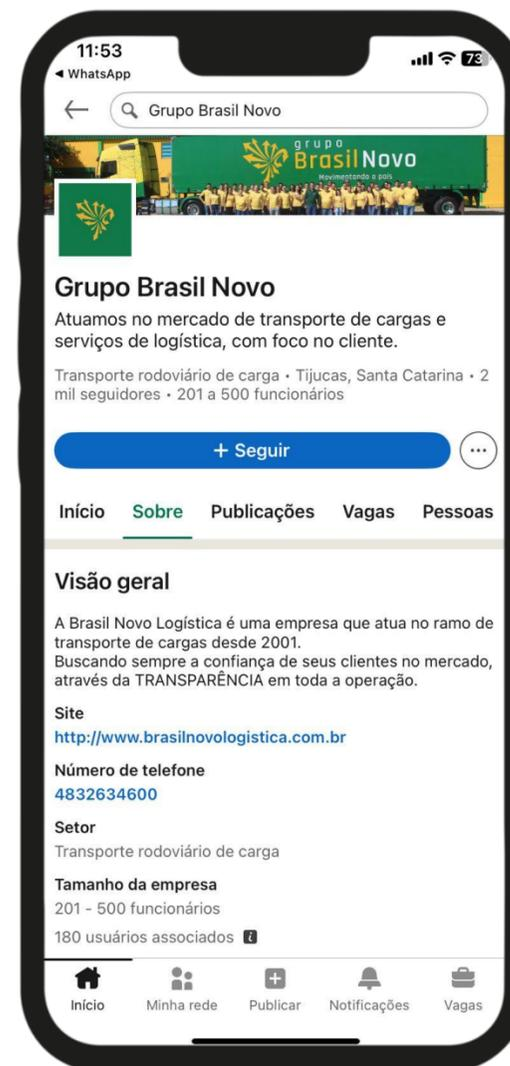 11:53
73
◀ WhatsApp
Grupo Brasil Novo
grupo
Brasil Novo
Movimentando o país
Grupo Brasil Novo
Atuamos no mercado de transporte de cargas e
serviços de logística, com foco no cliente.
Transporte rodoviário de carga • Tijucas, Santa Catarina • 2
mil seguidores • 201 a 500 funcionários
+ Seguir
Início Sobre Publicações Vagas Pessoas
Visão geral
A Brasil Novo Logística é uma empresa que atua no ramo de
transporte de cargas desde 2001.
Buscando sempre a confiança de seus clientes no mercado,
através da TRANSPARÊNCIA em toda a operação.
Site
http://www.brasilnovologistica.com.br
Número de telefone
4832634600
Setor
Transporte rodoviário de carga
Tamanho da empresa
201 - 500 funcionários
180 usuários associados
Início Minha rede Publicar Notificações Vagas